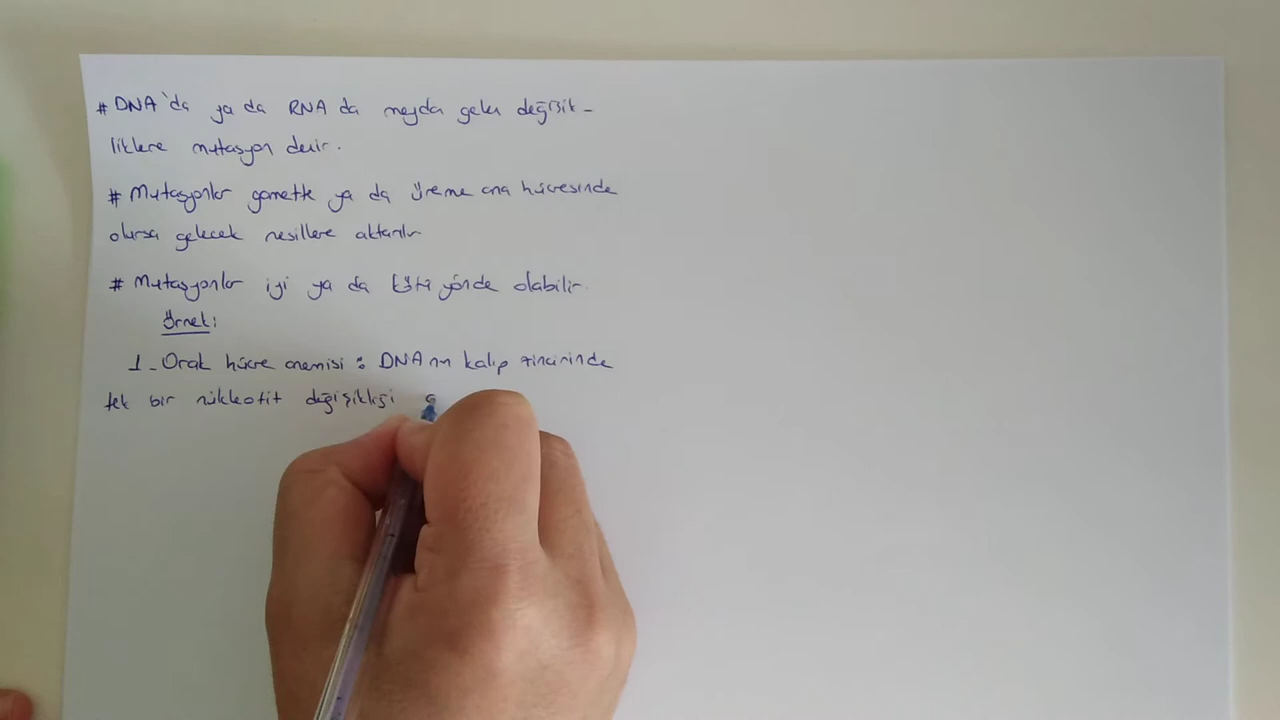 # DNA'da ya da RNA da meyda gelen değişik-
liklere mutasyon denir.
# Mutasyonlar gamette ya da üreme ana hücresinde
olursa gelecek nesillere aktarılır
# Mutasyonlar iyi ya da kötü yönde olabilir.
Örnek:
1- Orak hücre anemisi : DNA nın kalıp zincirinde
tek bir nükleotit değişikliği